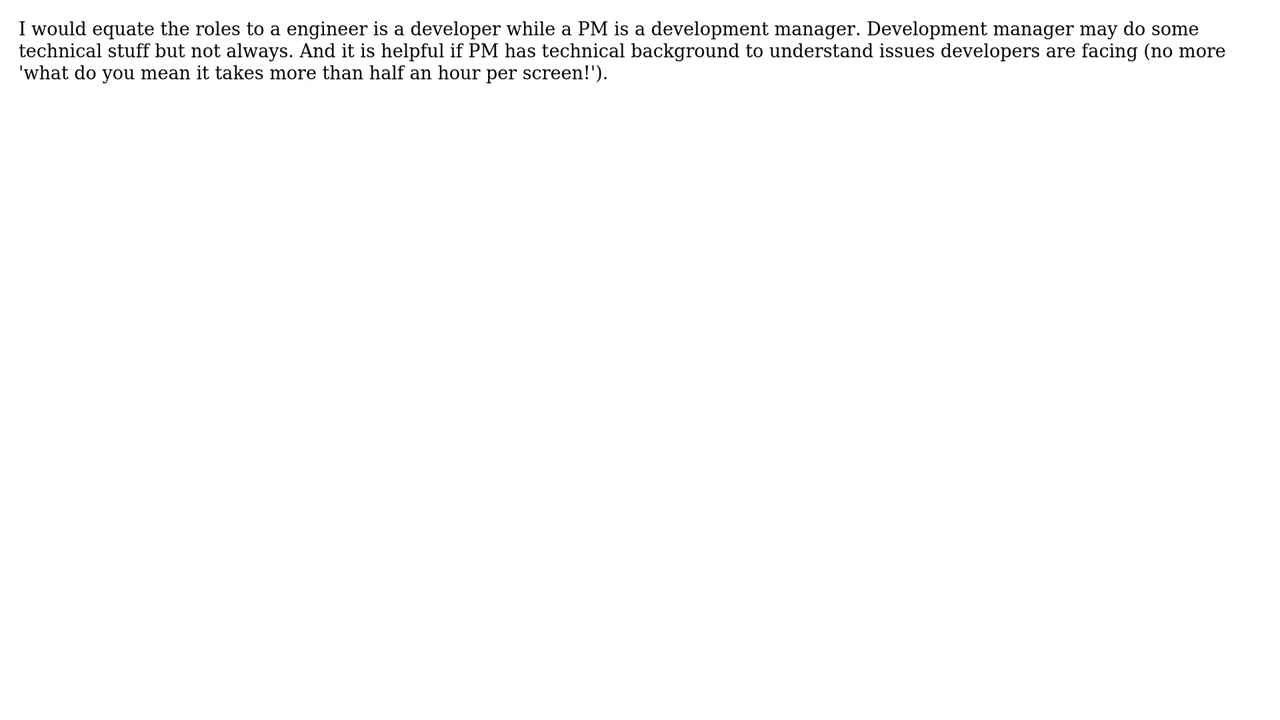 I would equate the roles to a engineer is a developer while a PM is a development manager. Development manager may do some
technical stuff but not always. And it is helpful if PM has technical background to understand issues developers are facing (no more
'what do you mean it takes more than half an hour per screen!').